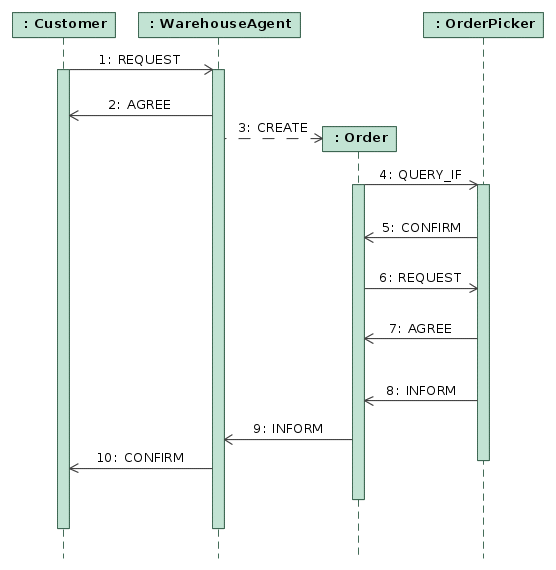 : Customer
: WarehouseAgent
: OrderPicker
1: REQUEST
2: AGREE
3: CREATE
: Order
4: QUERY_IF
5: CONFIRM
6: REQUEST
7: AGREE
8: INFORM
9: INFORM
10: CONFIRM